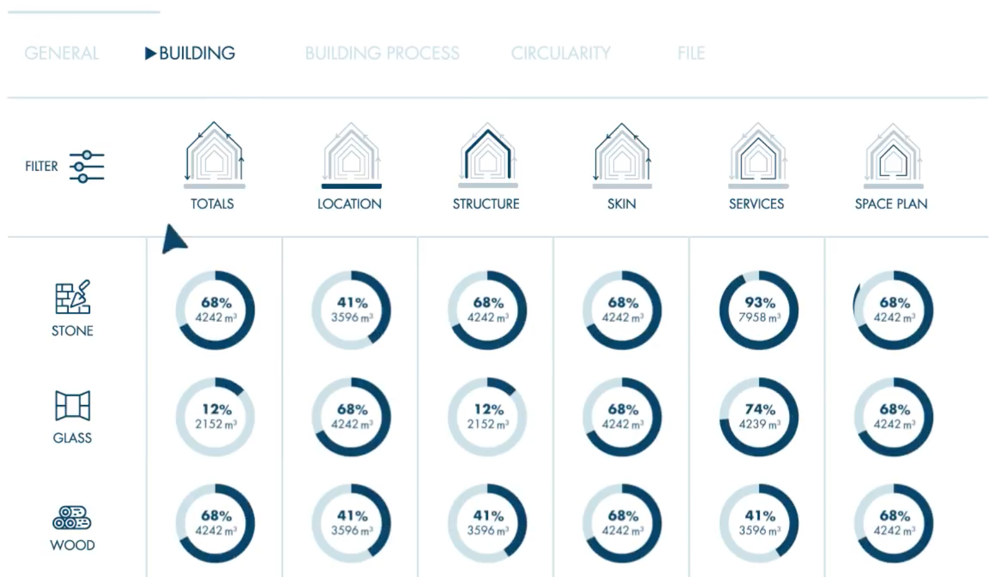 GENERAL
BUILDING
BUILDING PROCESS
CIRCULARITY
FILE
FILTER
TOTALS
LOCATION
STRUCTURE
SKIN
SERVICES
SPACE PLAN
STONE
68%
4242 m³
41%
3596 m³
68%
4242 m³
68%
4242 m³
93%
7958 m³
68%
4242 m³
GLASS
12%
2152 m³
68%
4242 m³
12%
2152 m³
68%
4242 m³
74%
4239 m³
68%
4242 m³
WOOD
68%
4242 m³
41%
3596 m³
41%
3596 m³
68%
4242 m³
41%
3596 m³
68%
4242 m³